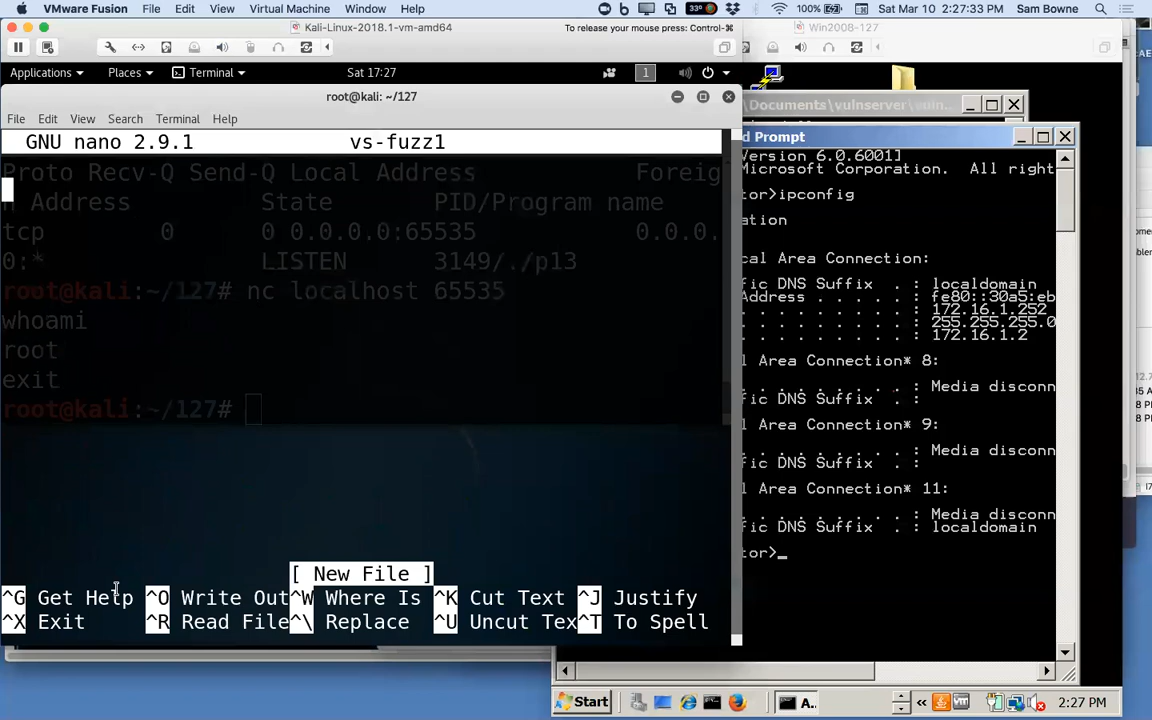 VMware Fusion File Edit View Virtual Machine Window Help 33° 100% Sat Mar 10 2:27:33 PM Sam Bowne
Kali-Linux-2018.1-vm-amd64 To release your mouse press: Control-⌘
Win2008-127
Applications Places Terminal Sat 17:27 1
root@kali: ~/127
File Edit View Search Terminal Help
GNU nano 2.9.1 vs-fuzz1
Proto Recv-Q Send-Q Local Address Foreig
n Address State PID/Program name
tcp 0 0 0.0.0.0:65535 0.0.0.
0:* LISTEN 3149/./p13
root@kali:~/127# nc localhost 65535
whoami
root
exit
root@kali:~/127#
[ New File ]
^G Get Help ^O Write Out ^W Where Is ^K Cut Text ^J Justify
^X Exit ^R Read File ^\ Replace ^U Uncut Tex ^T To Spell
\Documents\vulnserver\vuln...
d Prompt
Version 6.0.6001]
Microsoft Corporation. All right
tor>ipconfig
ation
cal Area Connection:
fic DNS Suffix . : localdomain
Address . . . . . : fe80::30a5:eb
. . . . . . . . : 172.16.1.252
. . . . . . . . : 255.255.255.0
. . . . . . . . : 172.16.1.2
l Area Connection* 8:
. . . . . . . . : Media disconn
fic DNS Suffix . :
l Area Connection* 9:
. . . . . . . . : Media disconn
fic DNS Suffix . :
l Area Connection* 11:
. . . . . . . . : Media disconn
fic DNS Suffix . : localdomain
tor>_
Start A... « 2:27 PM